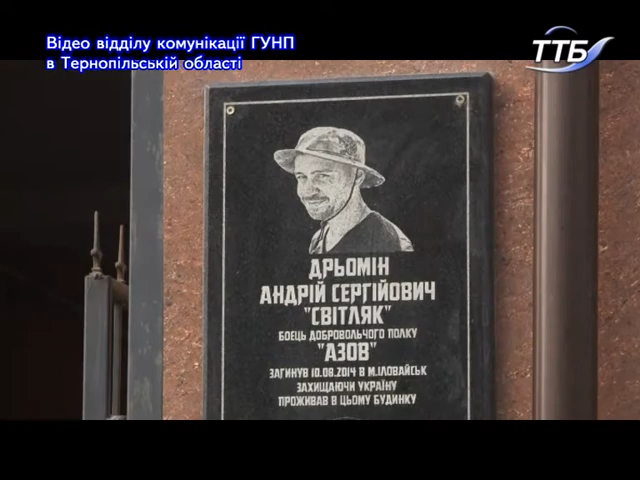 Відео відділу комунікації ГУНП
в Тернопільській області
ТТБ
ДРЬОМІН
АНДРІЙ СЕРГІЙОВИЧ
"СВІТЛЯК"
БОЄЦЬ ДОБРОВОЛЬЧОГО ПОЛКУ
"АЗОВ"
ЗАГИНУВ 10.08.2014 В М.ІЛОВАЙСЬК
ЗАХИЩАЮЧИ УКРАЇНУ
ПРОЖИВАВ В ЦЬОМУ БУДИНКУ